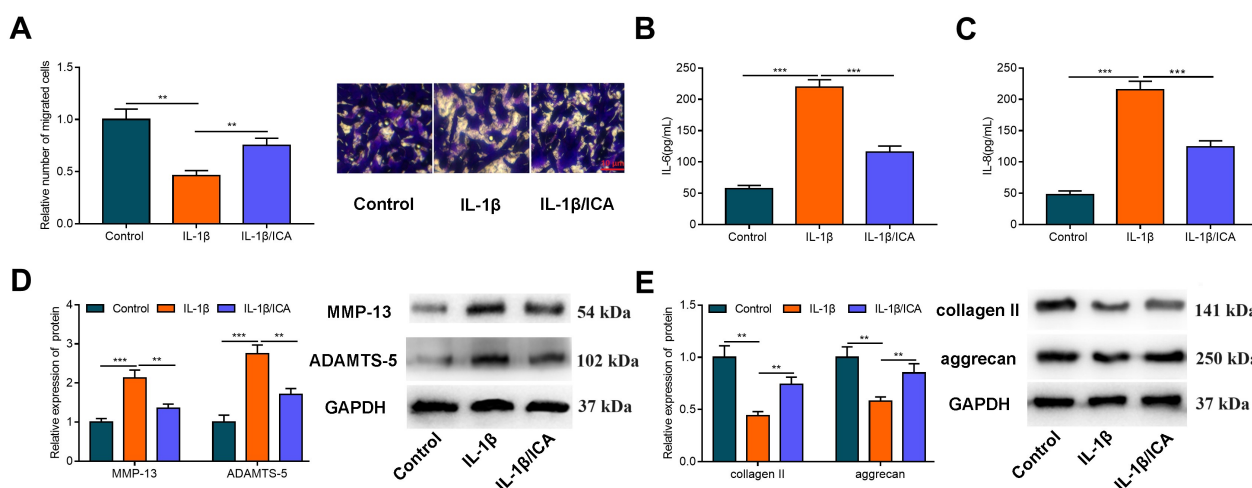 A
Relative number of migrated cells
1.5
1.0
0.5
0.0
**
**
Control
IL-1β
IL-1β/ICA
Control
IL-1β
IL-1β/ICA
B
IL-6(pg/mL)
250
200
150
100
50
0
***
***
Control
IL-1β
IL-1β/ICA
C
IL-8(pg/mL)
250
200
150
100
50
0
***
***
Control
IL-1β
IL-1β/ICA
D
Relative expression of protein
4
3
2
1
0
Control
IL-1β
IL-1β/ICA
***
**
***
**
MMP-13
ADAMTS-5
MMP-13
54 kDa
ADAMTS-5
102 kDa
GAPDH
37 kDa
Control
IL-1β
IL-1β/ICA
E
Relative expression of protein
1.5
1.0
0.5
0.0
Control
IL-1β
IL-1β/ICA
**
**
**
**
collagen II
aggrecan
collagen II
141 kDa
aggrecan
250 kDa
GAPDH
37 kDa
Control
IL-1β
IL-1β/ICA